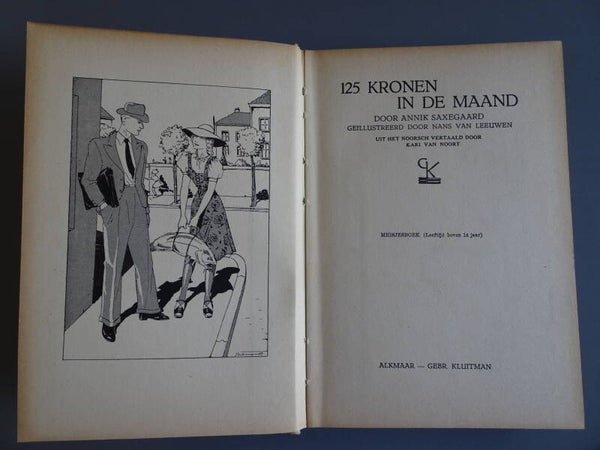 125 KRONEN
IN DE MAAND
DOOR ANNIK SAXEGAARD
GEÏLLUSTREERD DOOR NANS VAN LEEUWEN
UIT HET NOORSCH VERTAALD DOOR
KARI VAN NOORT
GK
MEISJESBOEK (Leeftijd boven 14 jaar)
ALKMAAR — GEBR. KLUITMAN